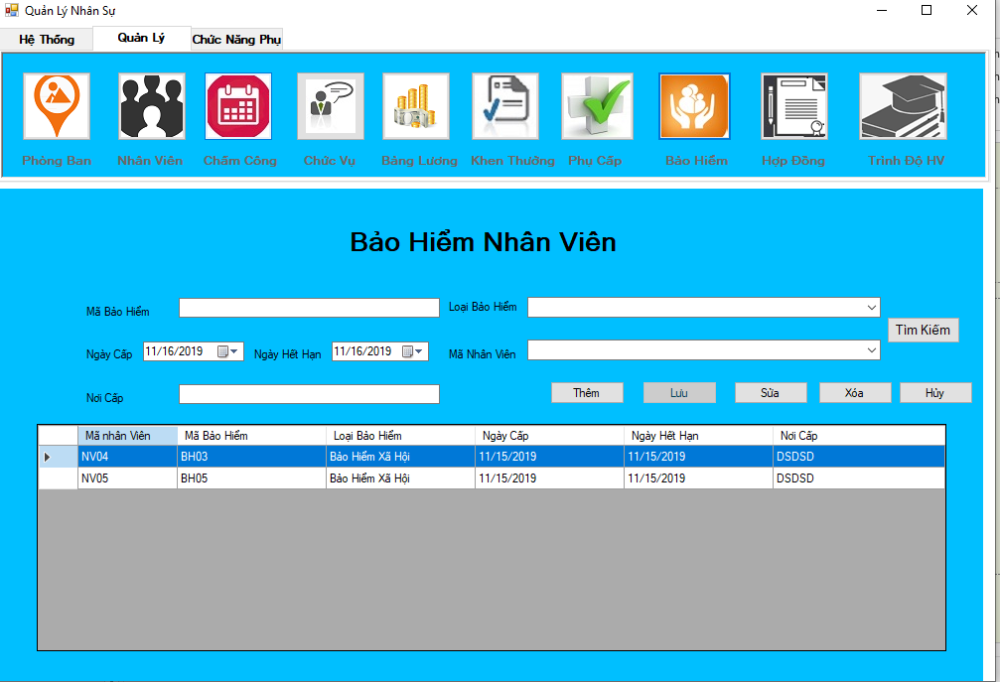 Quản Lý Nhân Sự
Hệ Thống Quản Lý Chức Năng Phụ
Phòng Ban Nhân Viên Chấm Công Chức Vụ Bảng Lương Khen Thưởng Phụ Cấp Bảo Hiểm Hợp Đồng Trình Độ HV
Bảo Hiểm Nhân Viên
Mã Bảo Hiểm Loại Bảo Hiểm
Tìm Kiếm
Ngày Cấp 11/16/2019 Ngày Hết Hạn 11/16/2019 Mã Nhân Viên
Nơi Cấp Thêm Lưu Sửa Xóa Hủy
Mã nhân Viên Mã Bảo Hiểm Loại Bảo Hiểm Ngày Cấp Ngày Hết Hạn Nơi Cấp
NV04 BH03 Bảo Hiểm Xã Hội 11/15/2019 11/15/2019 DSDSD
NV05 BH05 Bảo Hiểm Xã Hội 11/15/2019 11/15/2019 DSDSD